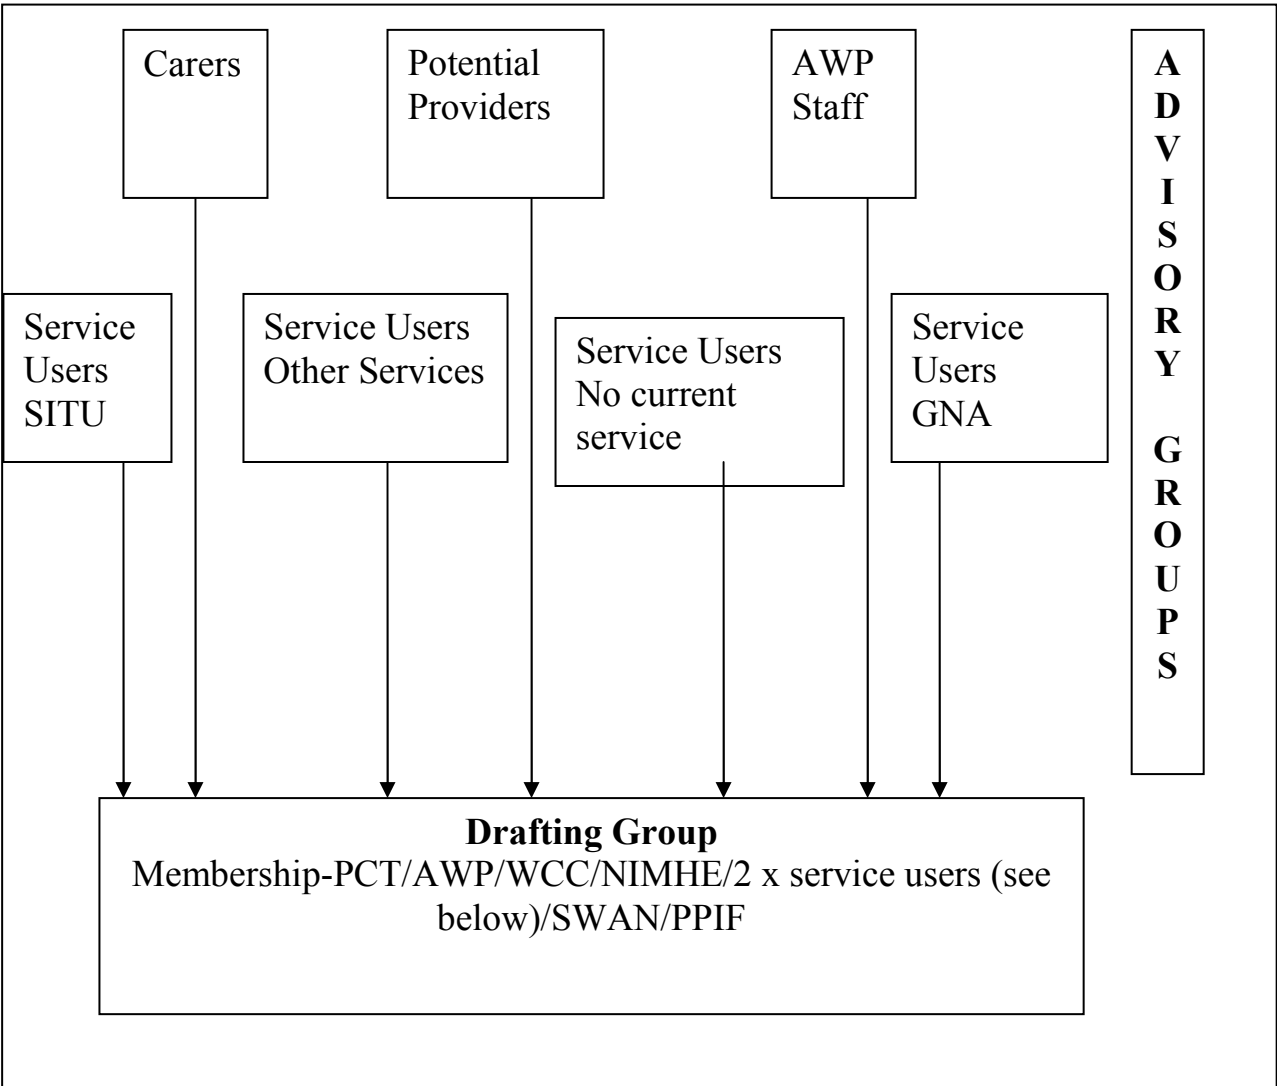 Carers
Potential
Providers
AWP
Staff
Service
Users
SITU
Service Users
Other Services
Service Users
No current
service
Service
Users
GNA
A
D
V
I
S
O
R
Y
G
R
O
U
P
S
Drafting Group
Membership-PCT/AWP/WCC/NIMHE/2 x service users (see
below)/SWAN/PPIF